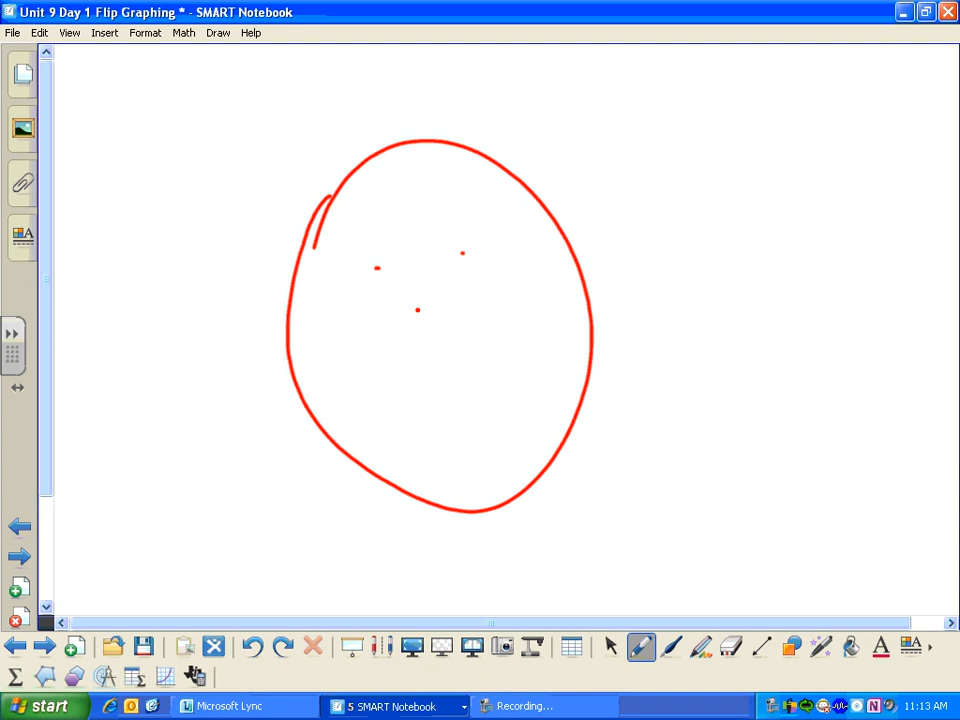 Unit 9 Day 1 Flip Graphing * - SMART Notebook
File Edit View Insert Format Math Draw Help
start Microsoft Lync 5 SMART Notebook Recording... 11:13 AM